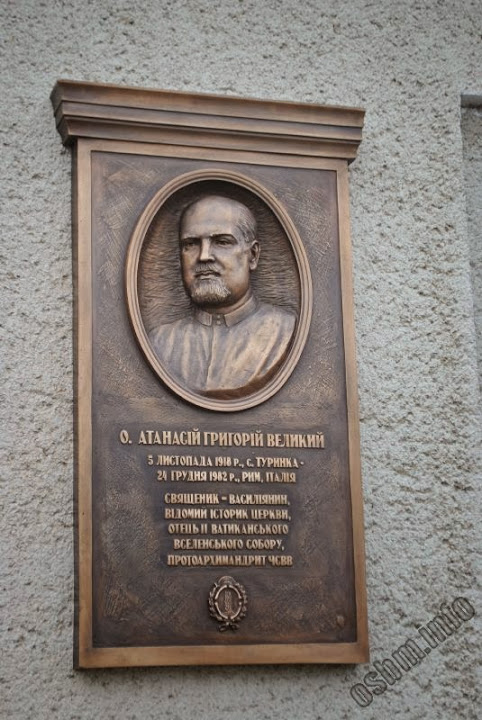 О. АТАНАСІЙ ГРИГОРІЙ ВЕЛИКИЙ
5 ЛИСТОПАДА 1918 Р., С. ТУРИНКА -
24 ГРУДНЯ 1982 Р., РИМ, ІТАЛІЯ
СВЯЩЕНИК - ВАСИЛІЯНИН,
ВІДОМИЙ ІСТОРИК ЦЕРКВИ,
ОТЕЦЬ ІІ ВАТИКАНСЬКОГО
ВСЕЛЕНСЬКОГО СОБОРУ,
ПРОТОАРХИМАНДРИТ ЧСВВ
osbm.info